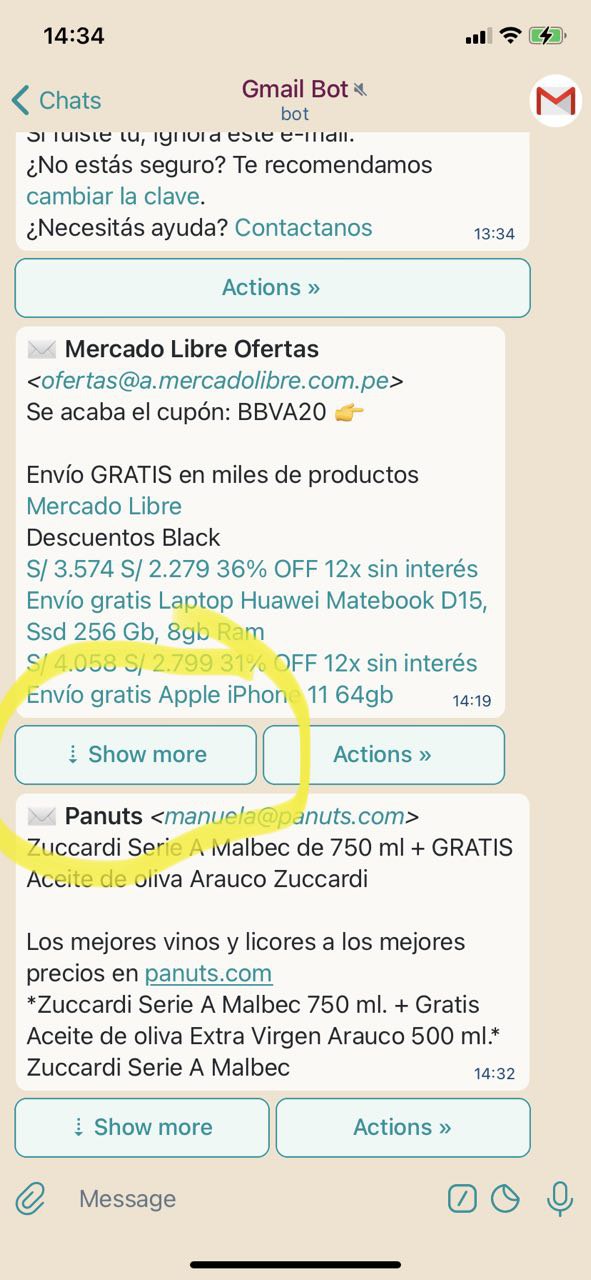 14:34
Chats
Gmail Bot
bot
Si fuiste tú, ignorá este e-mail.
¿No estás seguro? Te recomendamos
cambiar la clave.
¿Necesitás ayuda? Contactanos
13:34
Actions »
Mercado Libre Ofertas
<ofertas@a.mercadolibre.com.pe>
Se acaba el cupón: BBVA20 👉
Envío GRATIS en miles de productos
Mercado Libre
Descuentos Black
S/ 3.574 S/ 2.279 36% OFF 12x sin interés
Envío gratis Laptop Huawei Matebook D15,
Ssd 256 Gb, 8gb Ram
S/ 4.058 S/ 2.799 31% OFF 12x sin interés
Envío gratis Apple iPhone 11 64gb
14:19
⇣ Show more
Actions »
Panuts <manuela@panuts.com>
Zuccardi Serie A Malbec de 750 ml + GRATIS
Aceite de oliva Arauco Zuccardi
Los mejores vinos y licores a los mejores
precios en panuts.com
*Zuccardi Serie A Malbec 750 ml. + Gratis
Aceite de oliva Extra Virgen Arauco 500 ml.*
Zuccardi Serie A Malbec
14:32
⇣ Show more
Actions »
Message